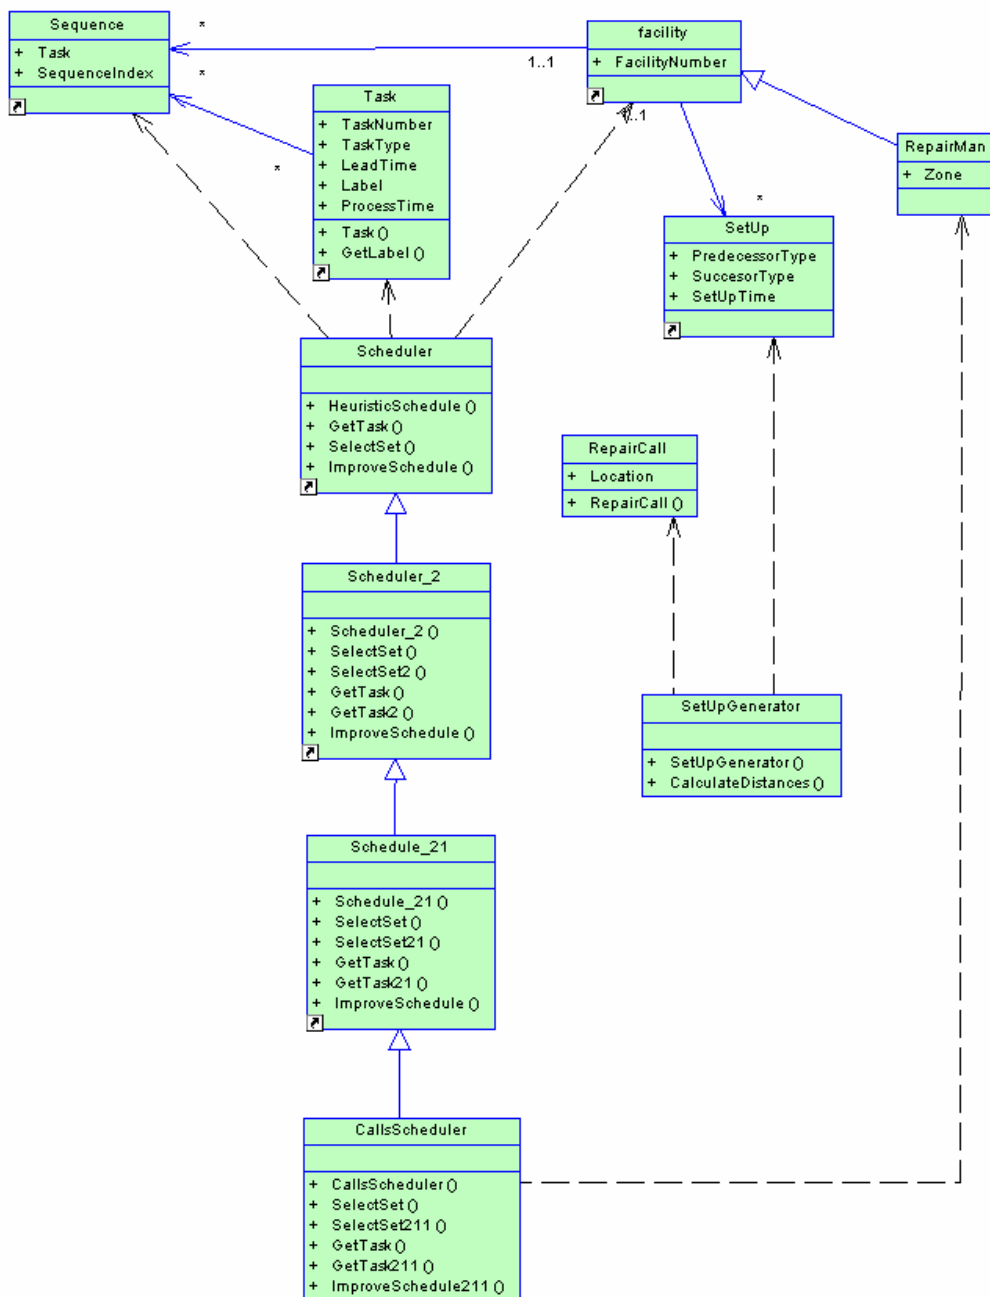 Sequence
+ Task
+ SequenceIndex
*
*
facility
+ FacilityNumber
1..1
1..1
Task
+ TaskNumber
+ TaskType
+ LeadTime
+ Label
+ ProcessTime
+ Task ()
+ GetLabel ()
*
RepairMan
+ Zone
*
SetUp
+ PredecessorType
+ SuccesorType
+ SetUpTime
Scheduler
+ HeuristicSchedule ()
+ GetTask ()
+ SelectSet ()
+ ImproveSchedule ()
RepairCall
+ Location
+ RepairCall ()
Scheduler_2
+ Scheduler_2 ()
+ SelectSet ()
+ SelectSet2 ()
+ GetTask ()
+ GetTask2 ()
+ ImproveSchedule ()
SetUpGenerator
+ SetUpGenerator ()
+ CalculateDistances ()
Schedule_21
+ Schedule_21 ()
+ SelectSet ()
+ SelectSet21 ()
+ GetTask ()
+ GetTask21 ()
+ ImproveSchedule ()
CallsScheduler
+ CallsScheduler ()
+ SelectSet ()
+ SelectSet211 ()
+ GetTask ()
+ GetTask211 ()
+ ImproveSchedule211 ()